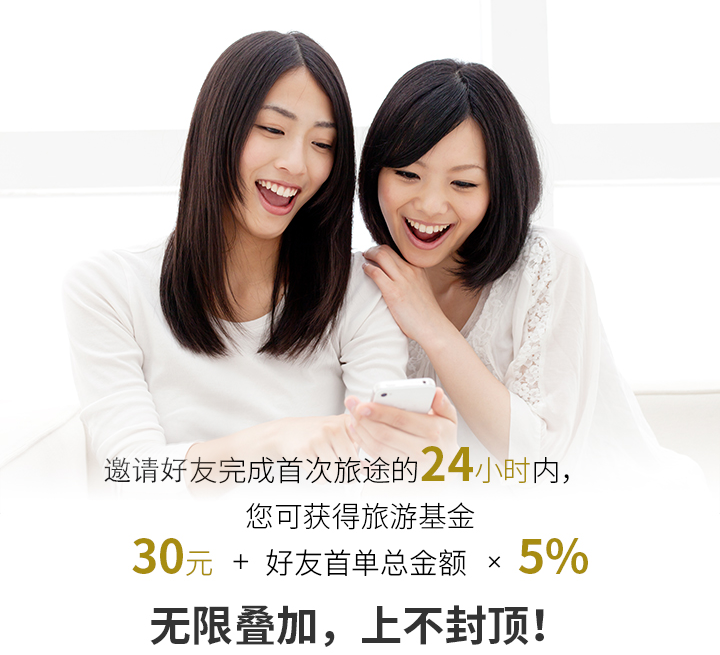 邀请好友完成首次旅途的24小时内，
您可获得旅游基金
30元 + 好友首单总金额 × 5%
无限叠加，上不封顶！